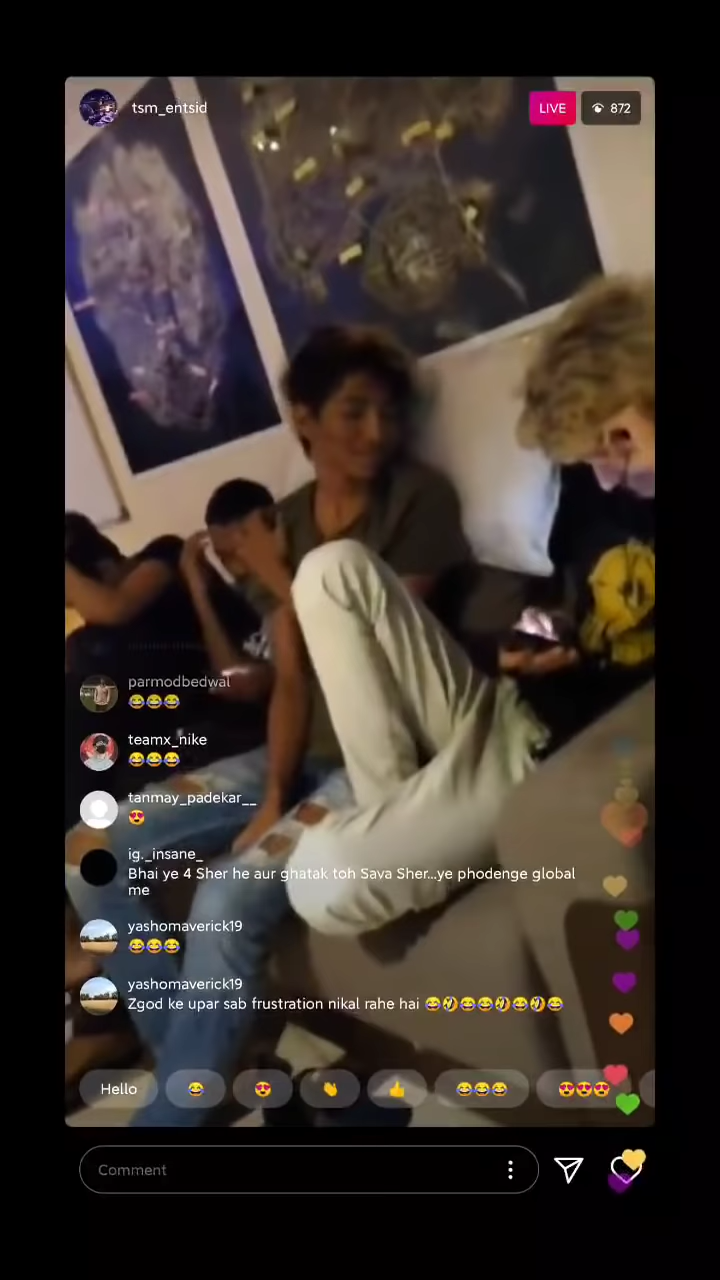 tsm_entsid
LIVE
872
parmodbedwal
😂😂😂
teamx_nike
😂😂😂
tanmay_padekar__
😍
ig._insane_
Bhai ye 4 Sher he aur ghatak toh Sava Sher...ye phodenge global
me
yashomaverick19
😂😂😂
yashomaverick19
Zgod ke upar sab frustration nikal rahe hai 😂🤣😂😂🤣😂🤣😂
Hello 😂 😍 👏 👍 😂😂😂 😍😍😍
Comment